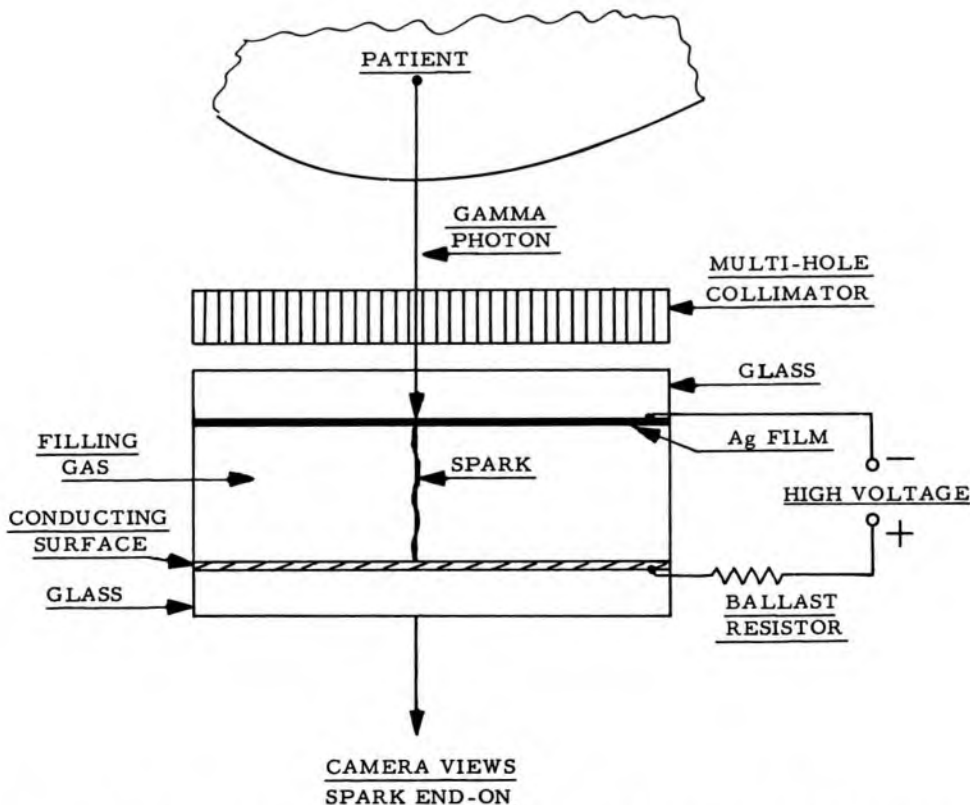 PATIENT
GAMMA
PHOTON
MULTI-HOLE
COLLIMATOR
GLASS
Ag FILM
FILLING
GAS
SPARK
−
HIGH VOLTAGE
+
CONDUCTING
SURFACE
GLASS
BALLAST
RESISTOR
CAMERA VIEWS
SPARK END-ON